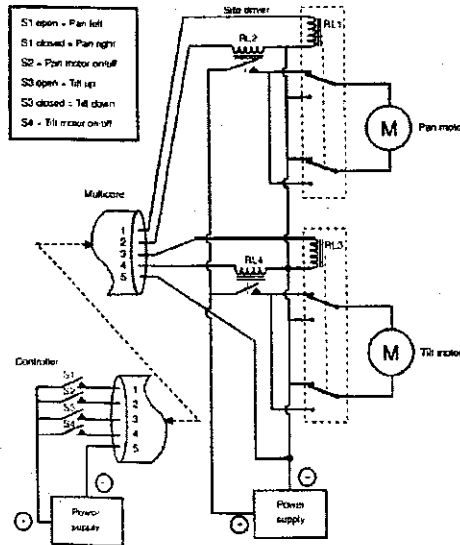 S1 open = Pan left
S1 closed = Pan right
S2 = Pan motor on/off
S3 open = Tilt up
S3 closed = Tilt down
S4 = Tilt motor on/off
Site driver
RL1
RL2
M
Pan motor
Multicore
1
2
3
4
5
RL3
RL4
M
Tilt motor
Controller
S1
S2
S3
S4
1
2
3
4
5
-
+
Power
supply
-
+
Power
supply